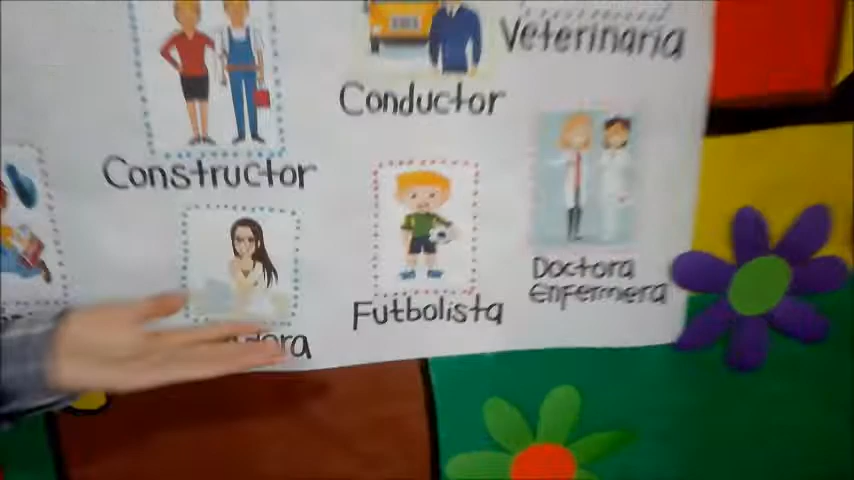 Veterinaria
Conductor
Constructor
Futbolista
Doctora
enfermera